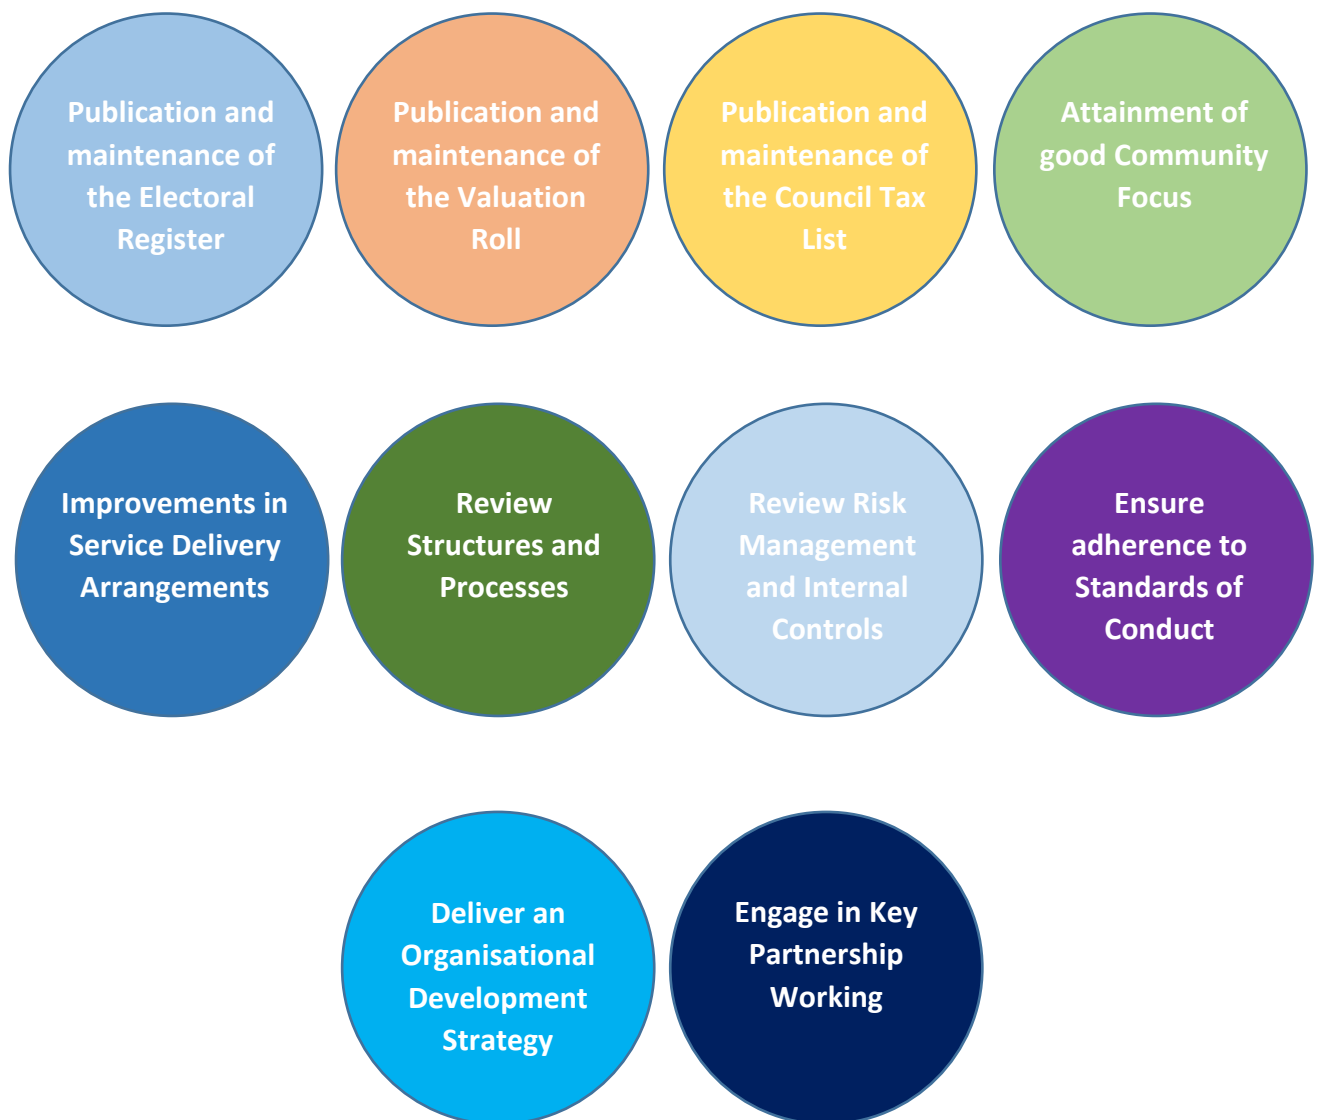 Publication and
maintenance of
the Electoral
Register
Publication and
maintenance of
the Valuation
Roll
Publication and
maintenance of
the Council Tax
List
Attainment of
good Community
Focus
Improvements in
Service Delivery
Arrangements
Review
Structures and
Processes
Review Risk
Management
and Internal
Controls
Ensure
adherence to
Standards of
Conduct
Deliver an
Organisational
Development
Strategy
Engage in Key
Partnership
Working